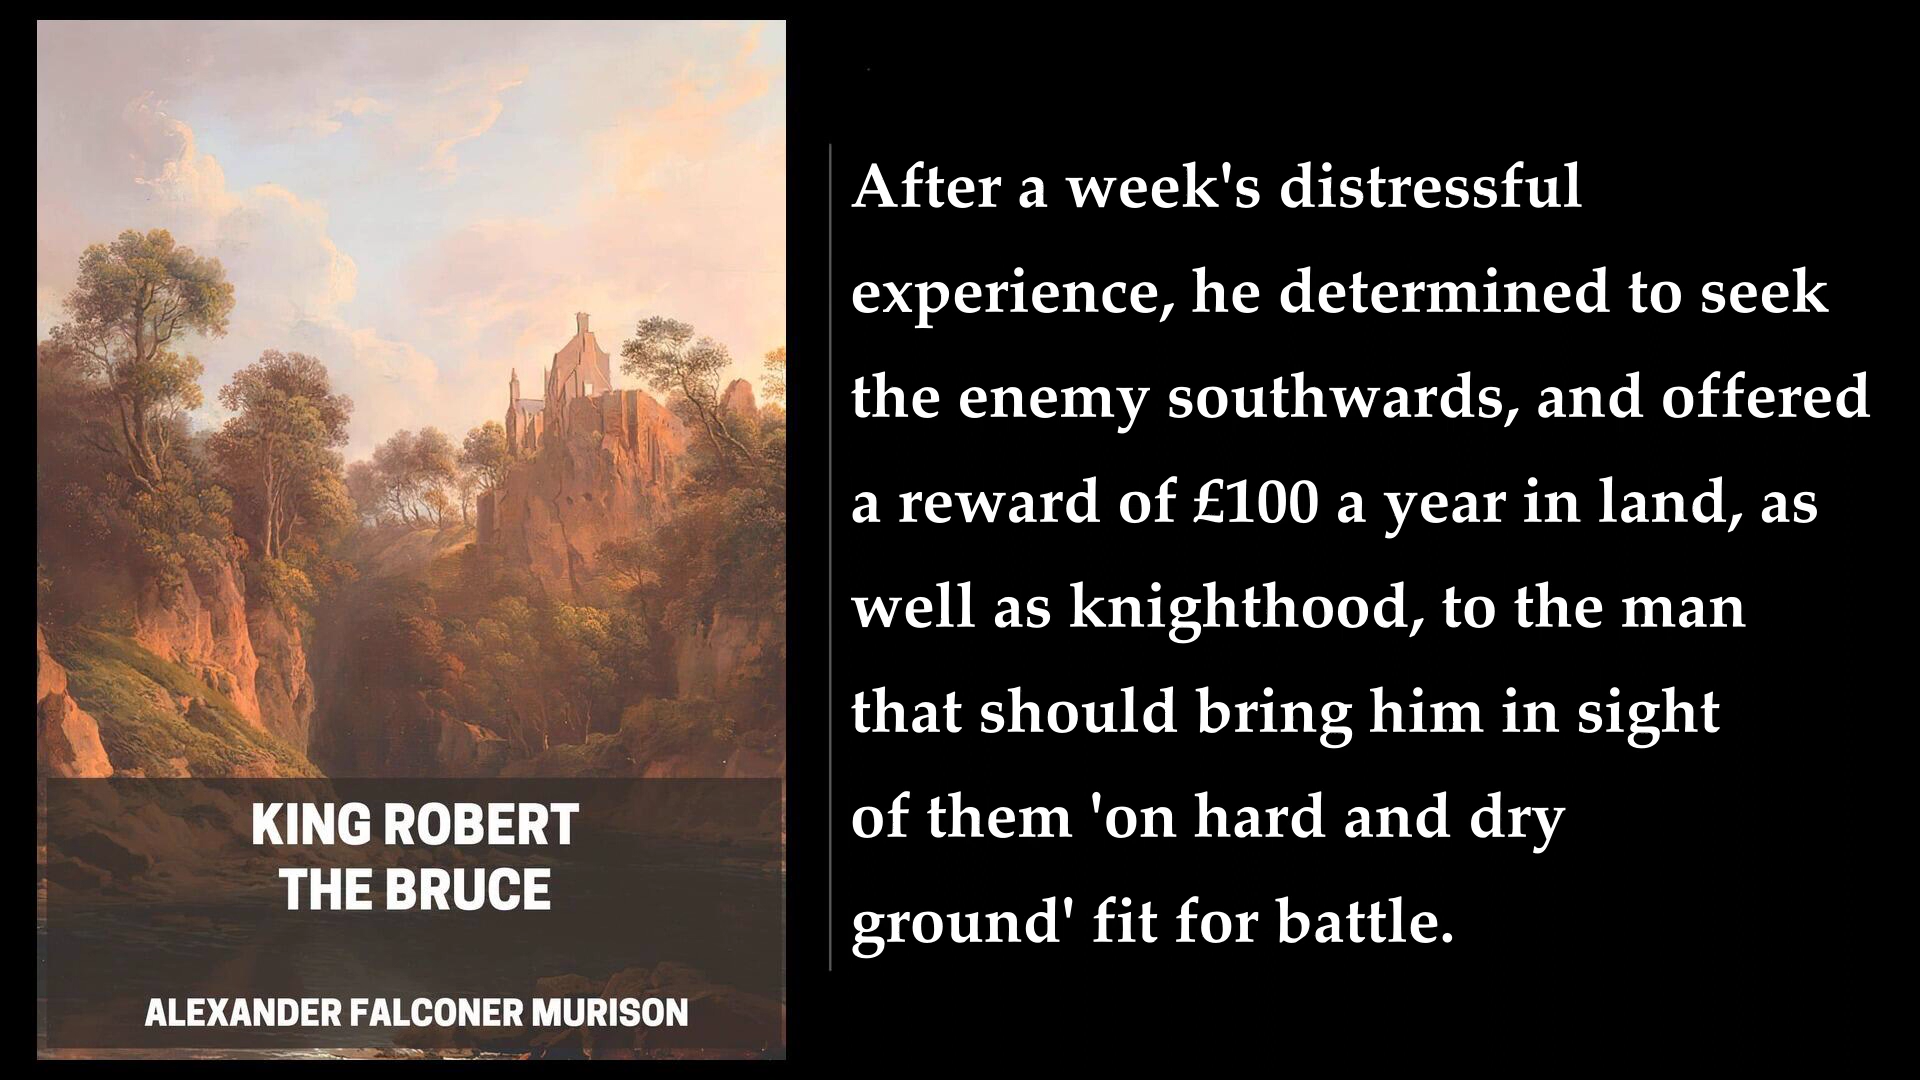 KING ROBERT
THE BRUCE
ALEXANDER FALCONER MURISON
After a week's distressful
experience, he determined to seek
the enemy southwards, and offered
a reward of £100 a year in land, as
well as knighthood, to the man
that should bring him in sight
of them 'on hard and dry
ground' fit for battle.